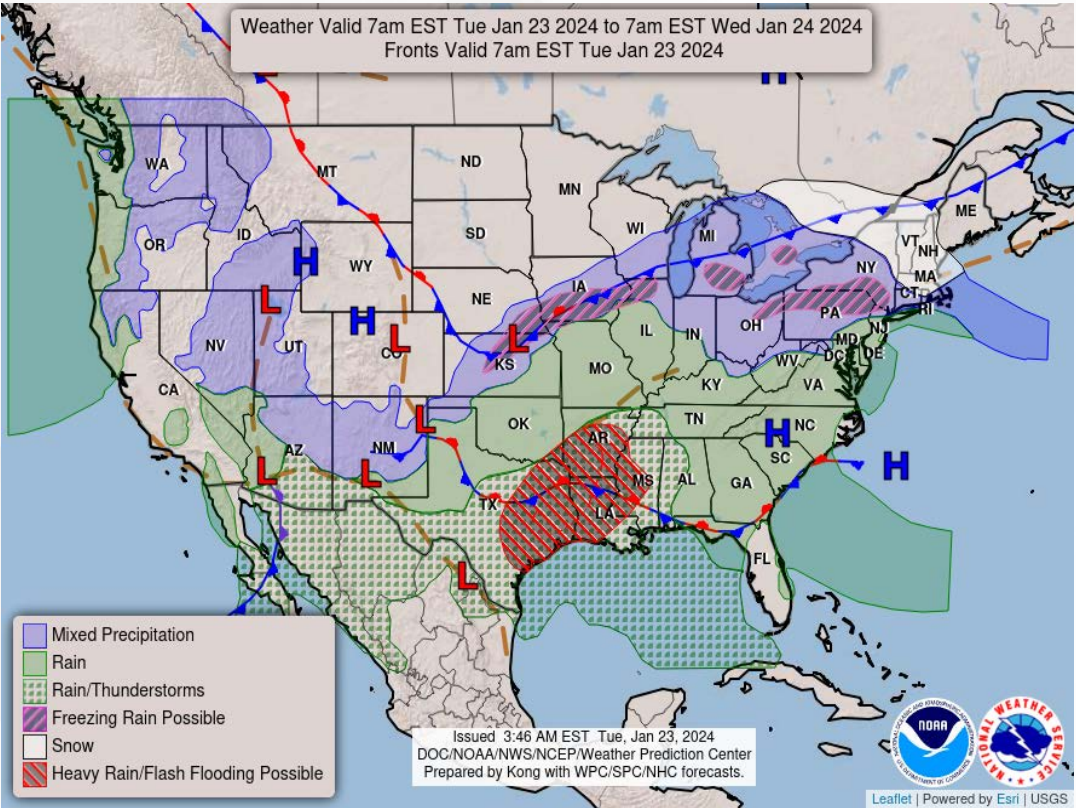 Weather Valid 7am EST Tue Jan 23 2024 to 7am EST Wed Jan 24 2024
Fronts Valid 7am EST Tue Jan 23 2024
L
H
WA
MT
ND
MN
ME
OR
ID
WY
SD
WI
MI
VT
NH
NY
MA
CT
RI
H
L
H
L
NE
IA
L
NV
UT
CO
KS
IL
IN
OH
PA
NJ
MD
DC
DE
CA
MO
WV
VA
KY
L
AZ
NM
OK
AR
TN
NC
H
SC
H
L
L
TX
LA
MS
AL
GA
L
FL
Mixed Precipitation
Rain
Rain/Thunderstorms
Freezing Rain Possible
Snow
Heavy Rain/Flash Flooding Possible
Issued 3:46 AM EST Tue, Jan 23, 2024
DOC/NOAA/NWS/NCEP/Weather Prediction Center
Prepared by Kong with WPC/SPC/NHC forecasts.
NOAA
NATIONAL WEATHER SERVICE
Leaflet | Powered by Esri | USGS